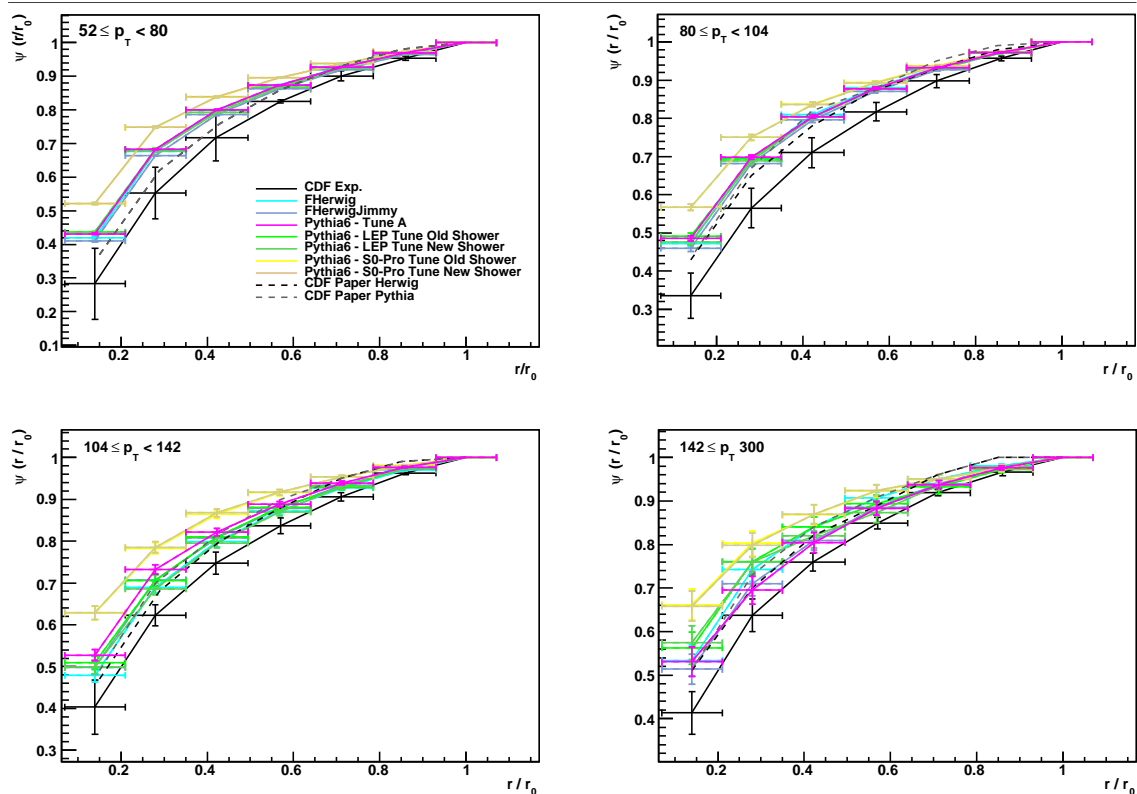 52 ≤ p_T < 80
ψ (r/r_0)
1
0.9
0.8
0.7
0.6
0.5
0.4
0.3
0.2
0.1
CDF Exp.
FHerwig
FHerwigJimmy
Pythia6 - Tune A
Pythia6 - LEP Tune Old Shower
Pythia6 - LEP Tune New Shower
Pythia6 - S0-Pro Tune Old Shower
Pythia6 - S0-Pro Tune New Shower
CDF Paper Herwig
CDF Paper Pythia
0.2 0.4 0.6 0.8 1
r/r_0
80 ≤ p_T < 104
ψ (r / r_0)
1
0.9
0.8
0.7
0.6
0.5
0.4
0.3
0.2 0.4 0.6 0.8 1
r / r_0
104 ≤ p_T < 142
ψ (r / r_0)
1
0.9
0.8
0.7
0.6
0.5
0.4
0.3
0.2 0.4 0.6 0.8 1
r / r_0
142 ≤ p_T 300
ψ (r / r_0)
1
0.9
0.8
0.7
0.6
0.5
0.4
0.2 0.4 0.6 0.8 1
r / r_0